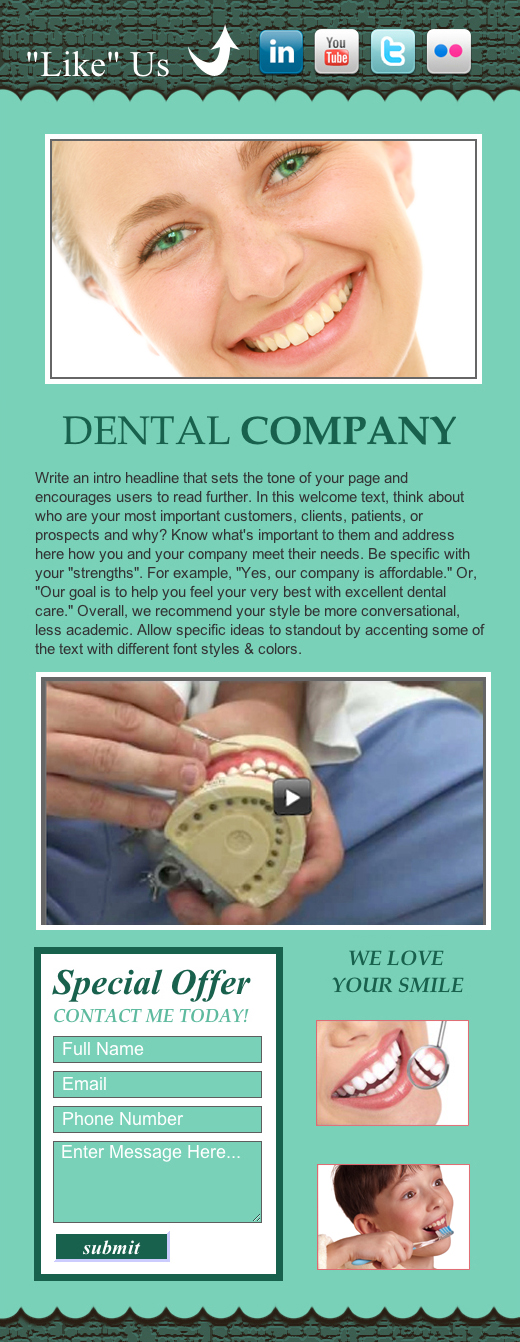 "Like" Us
in
You
Tube
t
DENTAL COMPANY
Write an intro headline that sets the tone of your page and
encourages users to read further. In this welcome text, think about
who are your most important customers, clients, patients, or
prospects and why? Know what's important to them and address
here how you and your company meet their needs. Be specific with
your "strengths". For example, "Yes, our company is affordable." Or,
"Our goal is to help you feel your very best with excellent dental
care." Overall, we recommend your style be more conversational,
less academic. Allow specific ideas to standout by accenting some of
the text with different font styles & colors.
Special Offer
CONTACT ME TODAY!
Full Name
Email
Phone Number
Enter Message Here...
submit
WE LOVE
YOUR SMILE